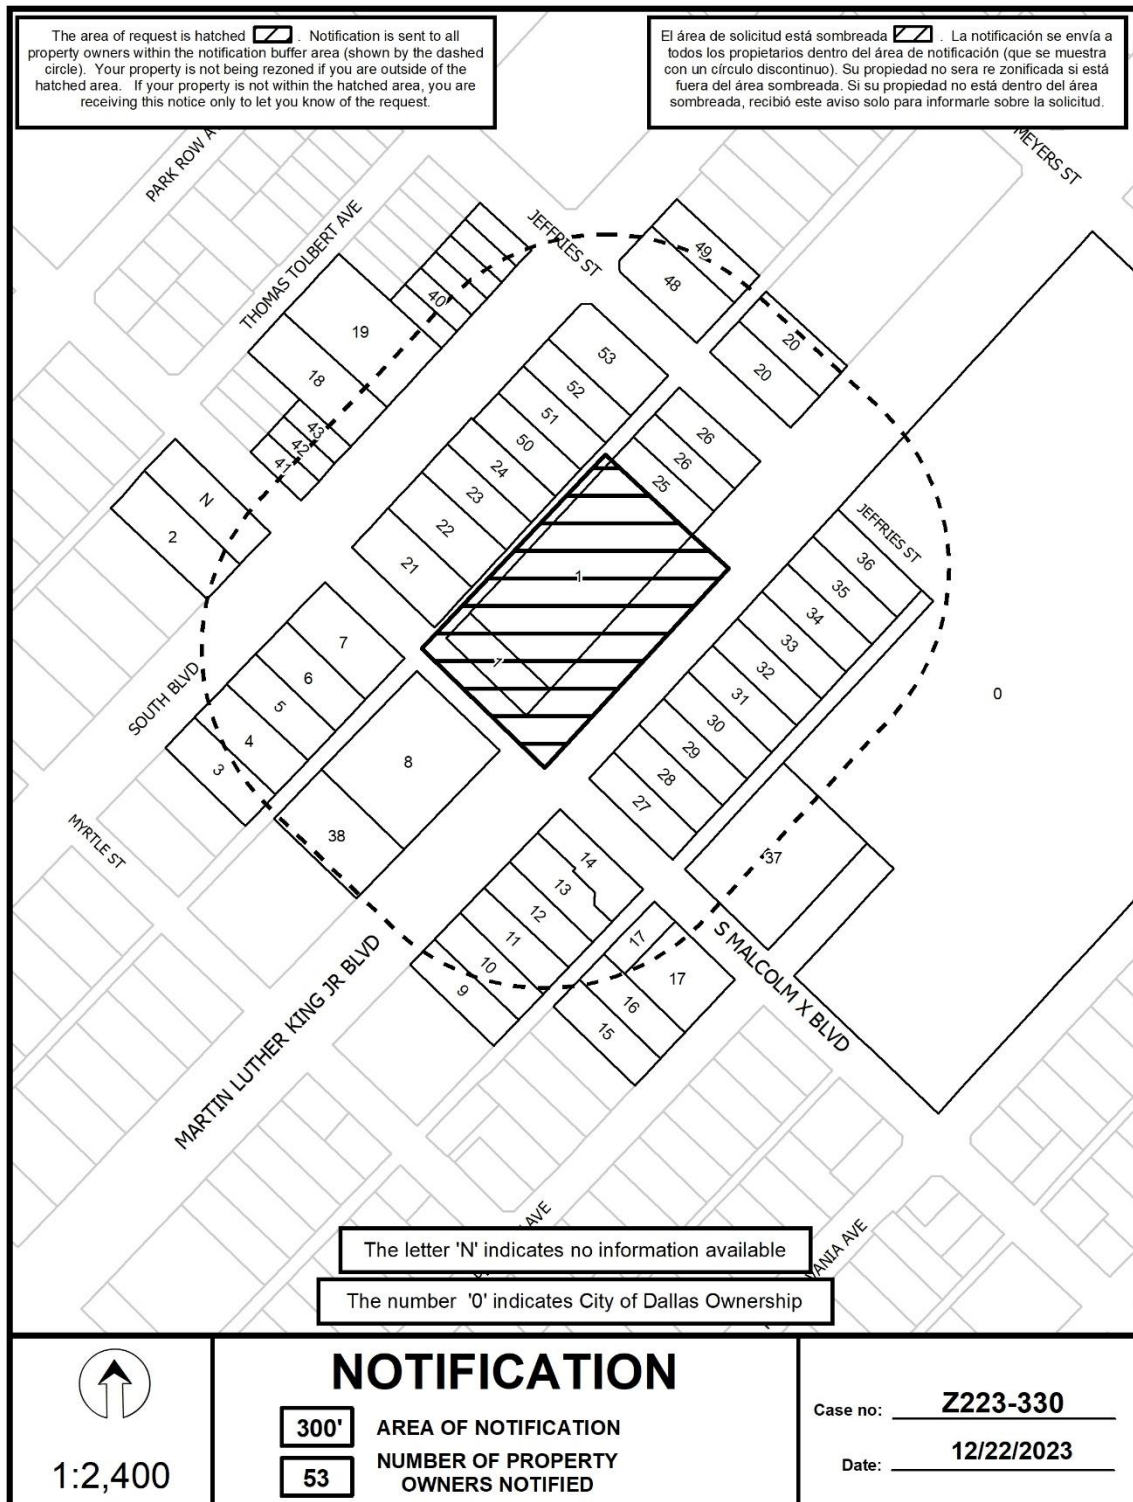 The area of request is hatched . Notification is sent to all
property owners within the notification buffer area (shown by the dashed
circle). Your property is not being rezoned if you are outside of the
hatched area. If your property is not within the hatched area, you are
receiving this notice only to let you know of the request.
El área de solicitud está sombreada . La notificación se envía a
todos los propietarios dentro del área de notificación (que se muestra
con un círculo discontinuo). Su propiedad no sera re zonificada si está
fuera del área sombreada. Si su propiedad no está dentro del área
sombreada, recibió este aviso solo para informarle sobre la solicitud.
PARK ROW
MEYERS ST
THOMAS TOLBERT AVE
JEFFRIES ST
49
48
40
19
18
20
20
53
52
51
50
24
23
22
21
43
42
41
N
2
26
26
25
1
1
JEFFRIES ST
36
35
34
33
32
31
30
29
28
27
0
7
6
5
4
3
SOUTH BLVD
8
38
MYRTLE ST
37
14
13
12
11
10
9
17
17
16
15
S MALCOLM X BLVD
MARTIN LUTHER KING JR BLVD
AVE
VANIA AVE
The letter 'N' indicates no information available
The number '0' indicates City of Dallas Ownership
1:2,400
NOTIFICATION
300' AREA OF NOTIFICATION
53 NUMBER OF PROPERTY
OWNERS NOTIFIED
Case no: Z223-330
Date: 12/22/2023